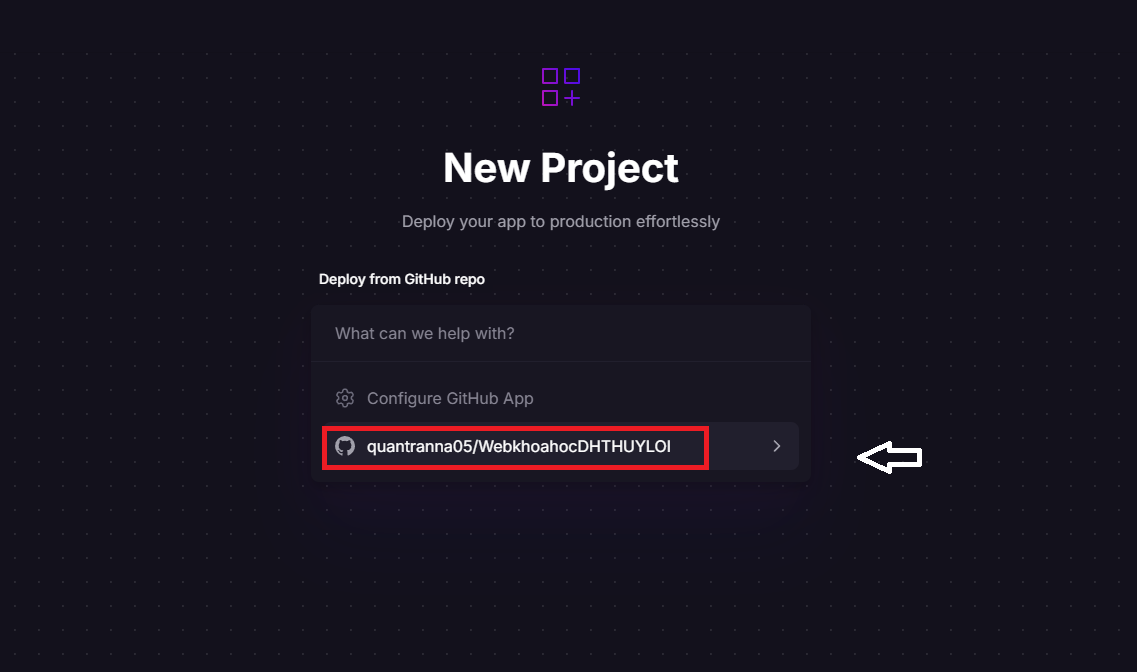 New Project
Deploy your app to production effortlessly
Deploy from GitHub repo
What can we help with?
Configure GitHub App
quantranna05/WebkhoahocDHTHUYLOI